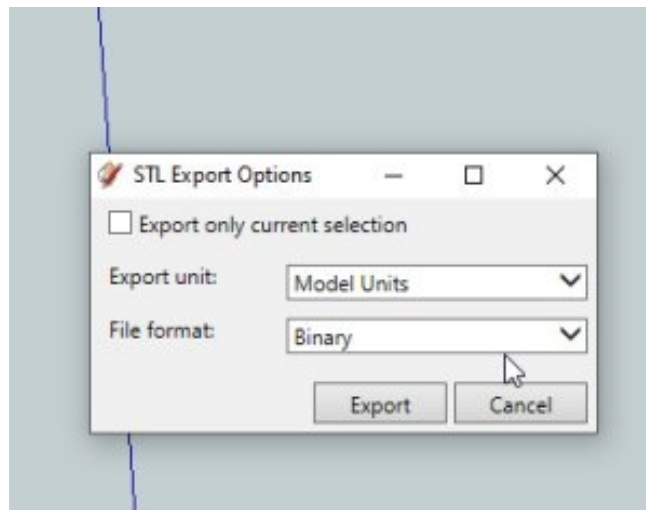 STL Export Options
Export only current selection
Export unit: Model Units
File format: Binary
Export Cancel